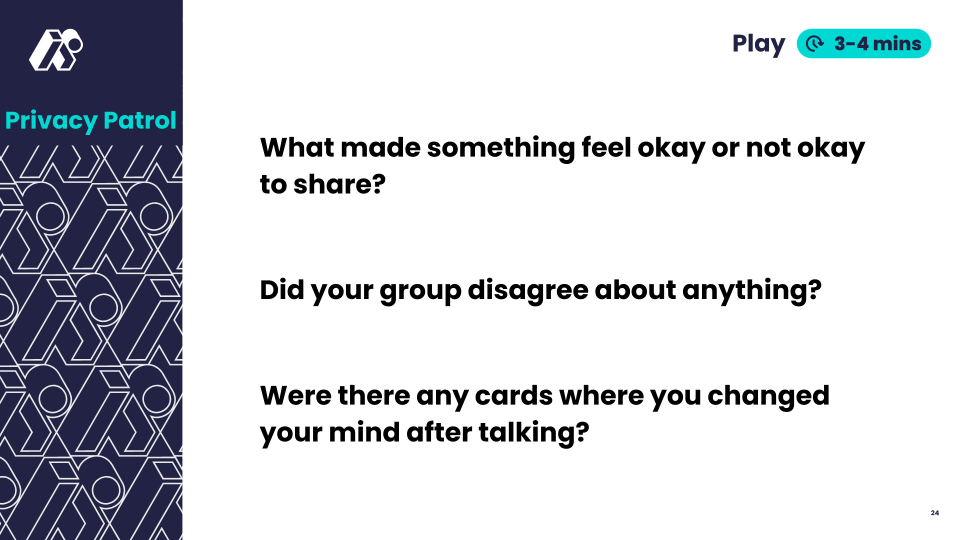 Privacy Patrol
Play
3-4 mins
What made something feel okay or not okay
to share?
Did your group disagree about anything?
Were there any cards where you changed
your mind after talking?
24